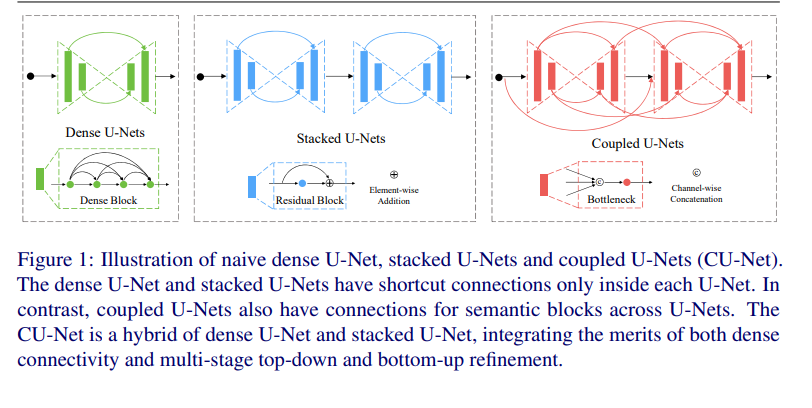 Dense U-Nets
Stacked U-Nets
Coupled U-Nets
Dense Block
Residual Block
⊕
Element-wise
Addition
©
Bottleneck
©
Channel-wise
Concatenation
Figure 1: Illustration of naive dense U-Net, stacked U-Nets and coupled U-Nets (CU-Net).
The dense U-Net and stacked U-Nets have shortcut connections only inside each U-Net. In
contrast, coupled U-Nets also have connections for semantic blocks across U-Nets. The
CU-Net is a hybrid of dense U-Net and stacked U-Net, integrating the merits of both dense
connectivity and multi-stage top-down and bottom-up refinement.